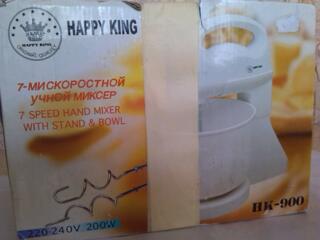 HAPPY KING
HAPPY KING
7-МИСКОРОСТНОЙ
УЧНОЙ МИКСЕР
7 SPEED HAND MIXER
WITH STAND & BOWL
220-240V 200W
HK-900